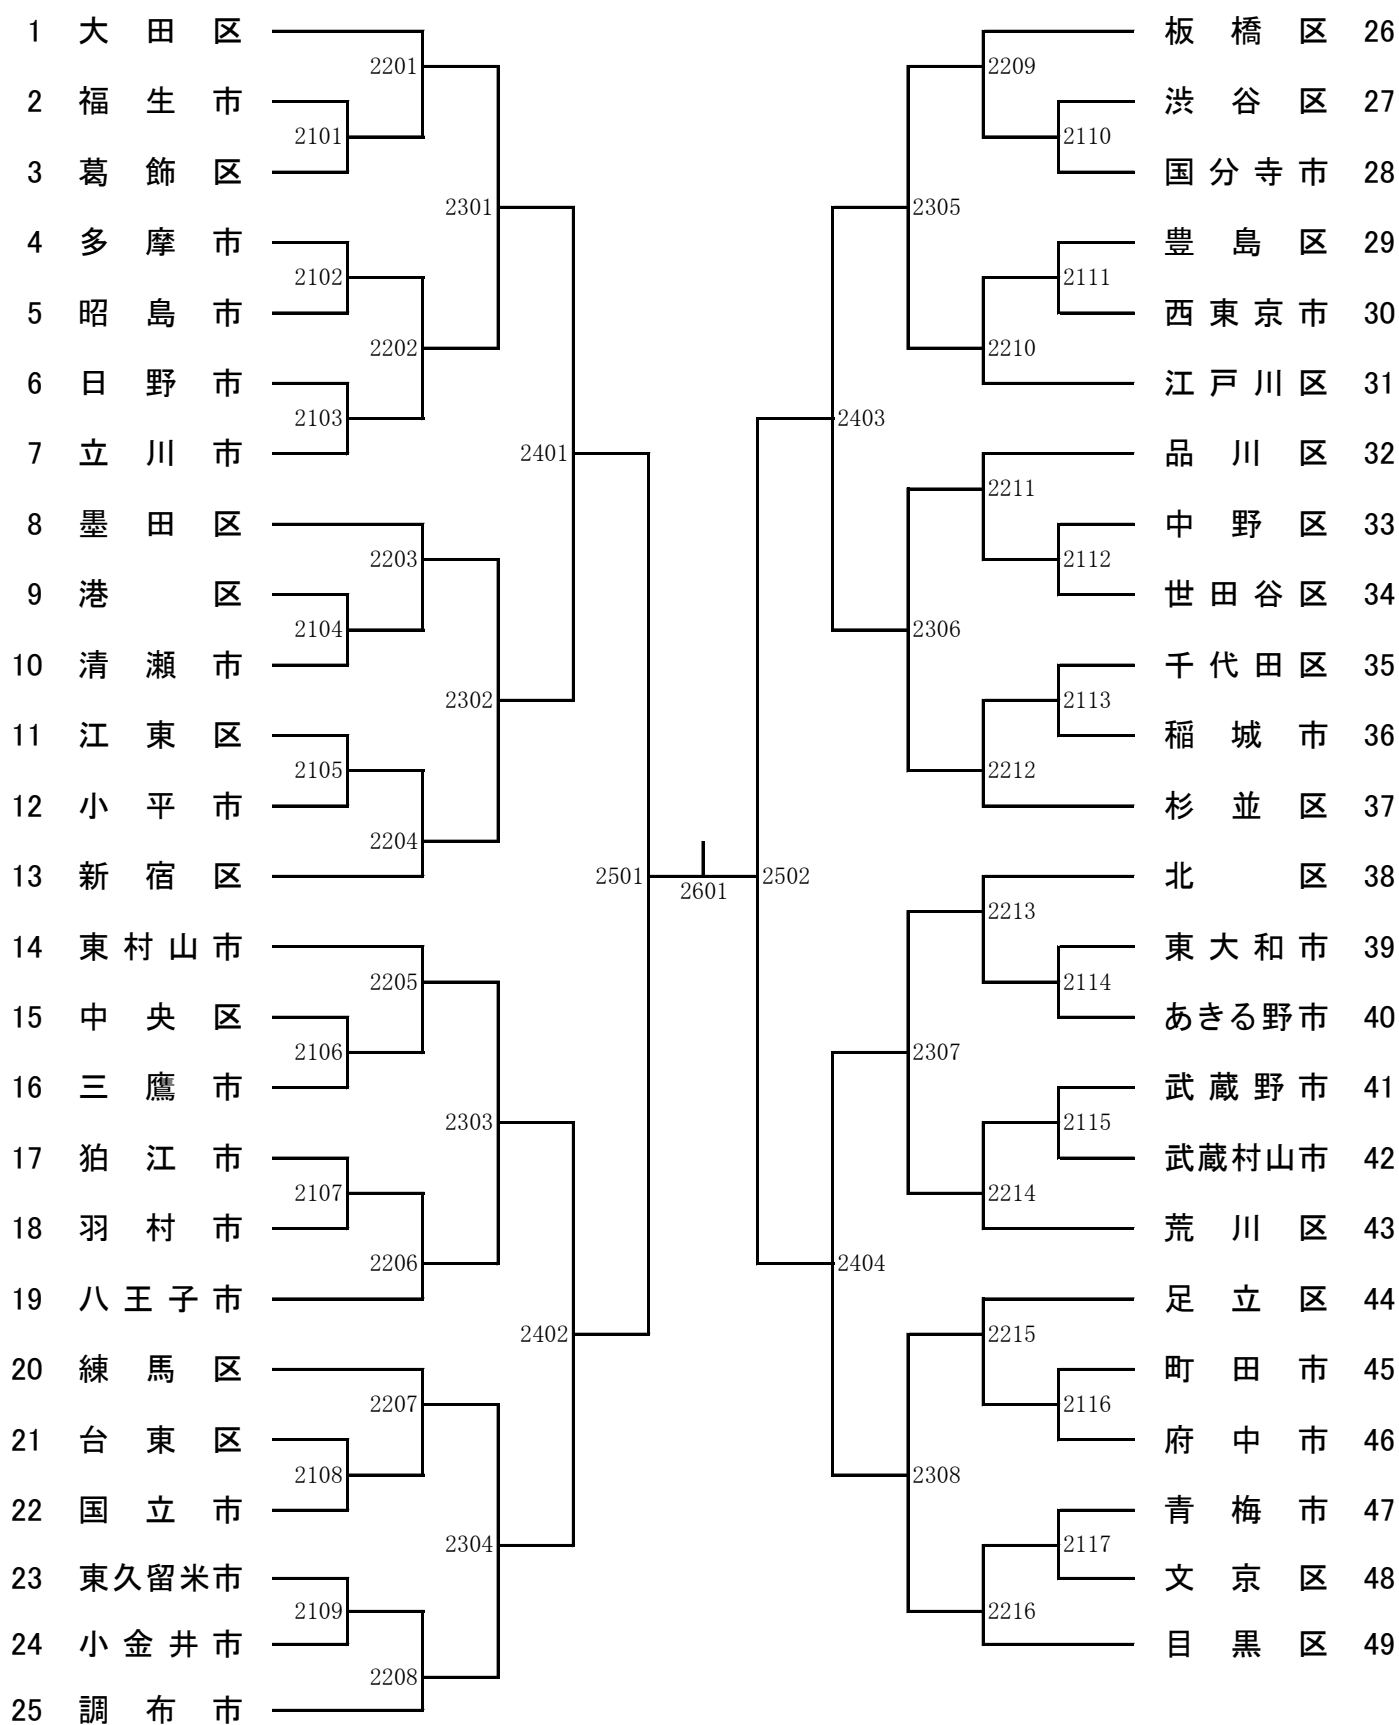 1 大田区
2 福生市
3 葛飾区
4 多摩市
5 昭島市
6 日野市
7 立川市
8 墨田区
9 港区
10 清瀬市
11 江東区
12 小平市
13 新宿区
14 東村山市
15 中央区
16 三鷹市
17 狛江市
18 羽村市
19 八王子市
20 練馬区
21 台東区
22 国立市
23 東久留米市
24 小金井市
25 調布市
2101
2102
2103
2104
2105
2106
2107
2108
2109
2201
2202
2203
2204
2205
2206
2207
2208
2301
2302
2303
2304
2401
2402
2501
2601
2502
2403
2404
2305
2306
2307
2308
2209
2210
2211
2212
2213
2214
2215
2216
2110
2111
2112
2113
2114
2115
2116
2117
板橋区 26
渋谷区 27
国分寺市 28
豊島区 29
西東京市 30
江戸川区 31
品川区 32
中野区 33
世田谷区 34
千代田区 35
稲城市 36
杉並区 37
北区 38
東大和市 39
あきる野市 40
武蔵野市 41
武蔵村山市 42
荒川区 43
足立区 44
町田市 45
府中市 46
青梅市 47
文京区 48
目黒区 49